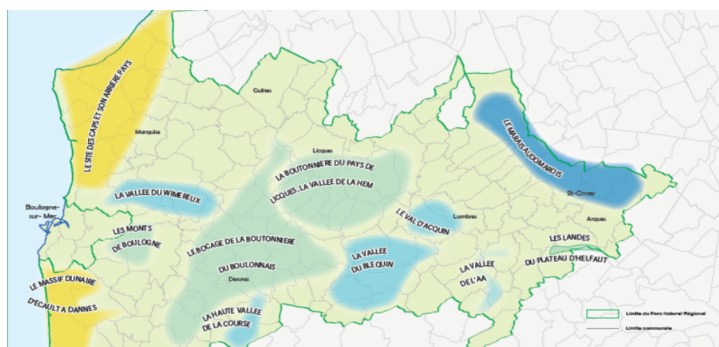 LE SITE DES CAPS ET SON ARRIERE PAYS
Guînes
Marquise
LE MARAIS AUDOMAROIS
Licques
LA BOUTONNIERE DU PAYS DE
LICQUES, LA VALLEE DE LA HEM
LA VALLEE DU WIMEREUX
St-Omer
Boulogne-
sur- Mer
LE VAL D'ACQUIN
Lumbres
Arques
LES MONTS
DE BOULOGNE
LE BOCAGE DE LA BOUTONNIERE
DU BOULONNAIS
LES LANDES
DU PLATEAU D'HELFAUT
LA VALLEE
DU BLEQUIN
LA VALLEE
DE L'AA
Desvres
LE MASSIF DUNAIRE
D'ECAULT A DANNES
LA HAUTE VALLEE
DE LA COURSE
Limite du Parc Naturel Régional
Limite communale